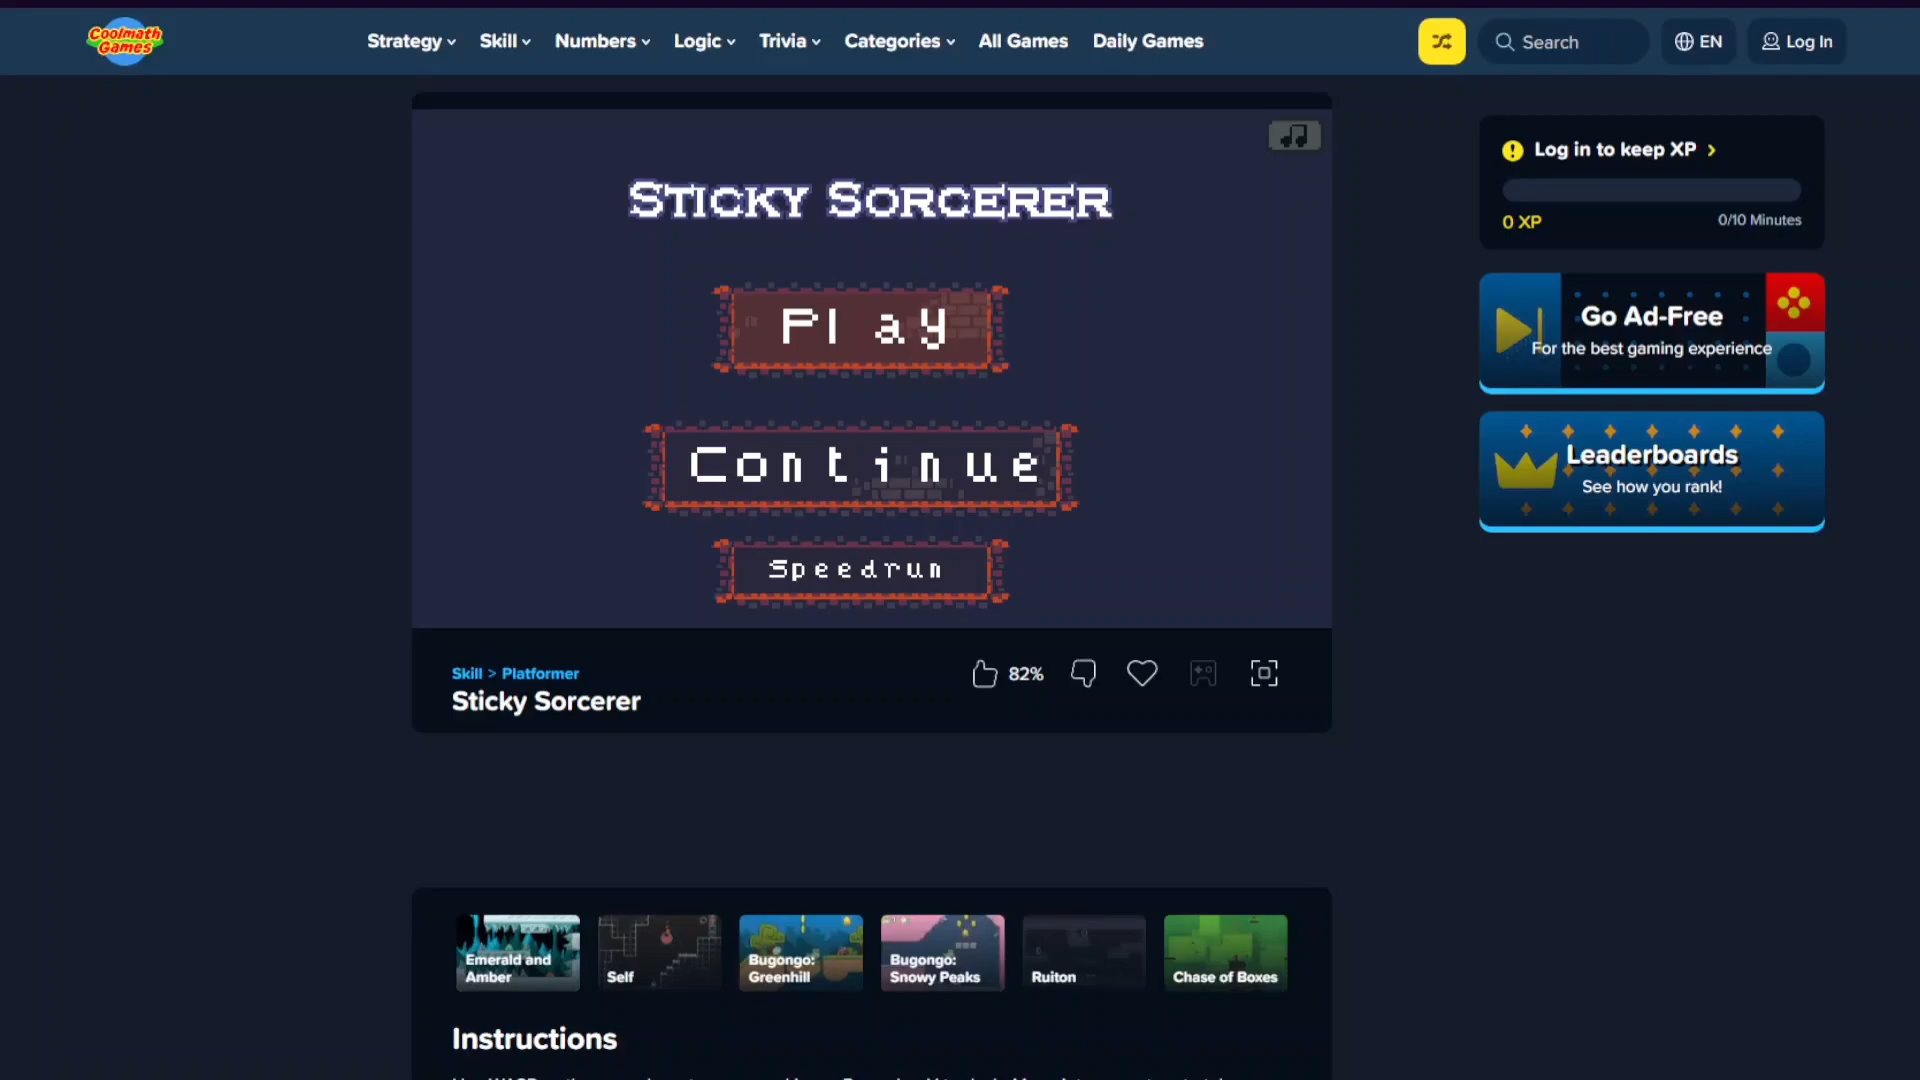 Coolmath Games
Strategy Skill Numbers Logic Trivia Categories All Games Daily Games Search EN Log In
Sticky Sorcerer
Play
Continue
Speedrun
Log in to keep XP
0 XP 0/10 Minutes
Go Ad-Free
For the best gaming experience
Leaderboards
See how you rank!
Skill > Platformer
Sticky Sorcerer
82%
Emerald and Amber
Self
Bugongo: Greenhill
Bugongo: Snowy Peaks
Ruiton
Chase of Boxes
Instructions